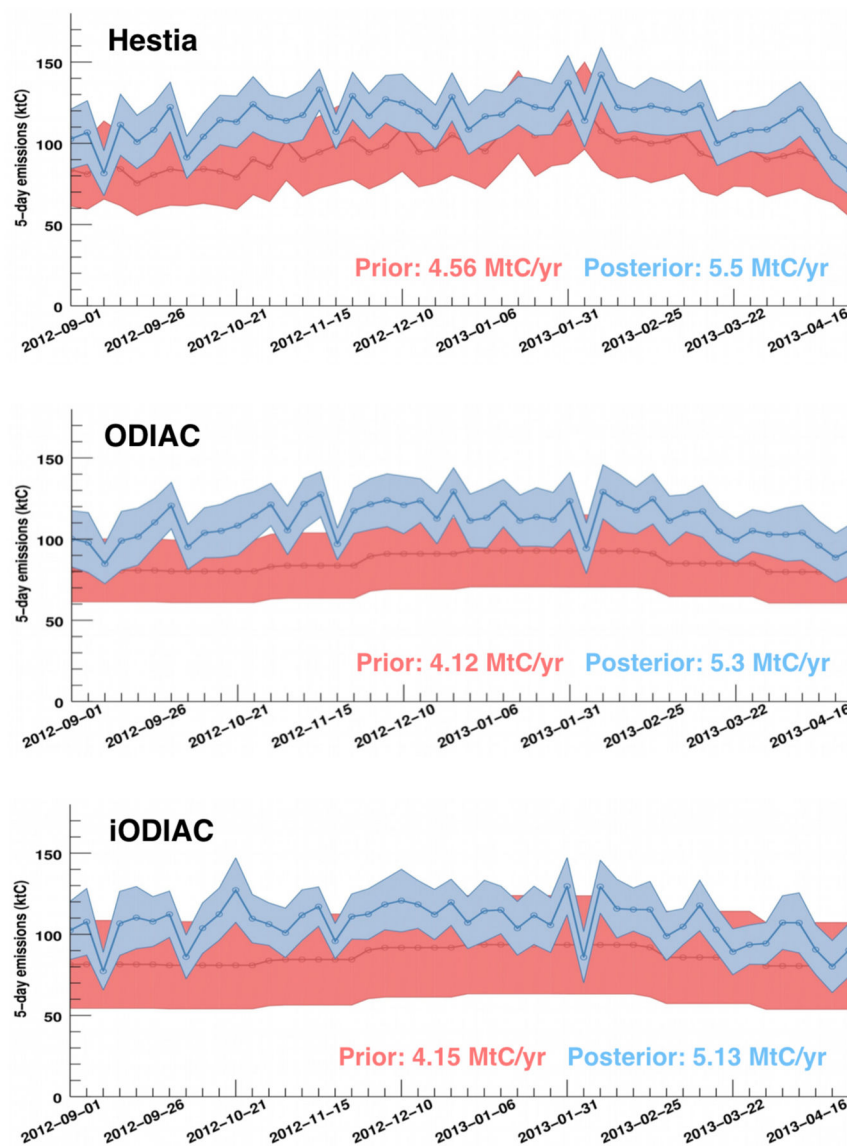 Hestia
150
100
50
0
5-day emissions (ktC)
Prior: 4.56 MtC/yr Posterior: 5.5 MtC/yr
2012-09-01 2012-09-26 2012-10-21 2012-11-15 2012-12-10 2013-01-06 2013-01-31 2013-02-25 2013-03-22 2013-04-16
ODIAC
150
100
50
0
5-day emissions (ktC)
Prior: 4.12 MtC/yr Posterior: 5.3 MtC/yr
2012-09-01 2012-09-26 2012-10-21 2012-11-15 2012-12-10 2013-01-06 2013-01-31 2013-02-25 2013-03-22 2013-04-16
iODIAC
150
100
50
0
5-day emissions (ktC)
Prior: 4.15 MtC/yr Posterior: 5.13 MtC/yr
2012-09-01 2012-09-26 2012-10-21 2012-11-15 2012-12-10 2013-01-06 2013-01-31 2013-02-25 2013-03-22 2013-04-16